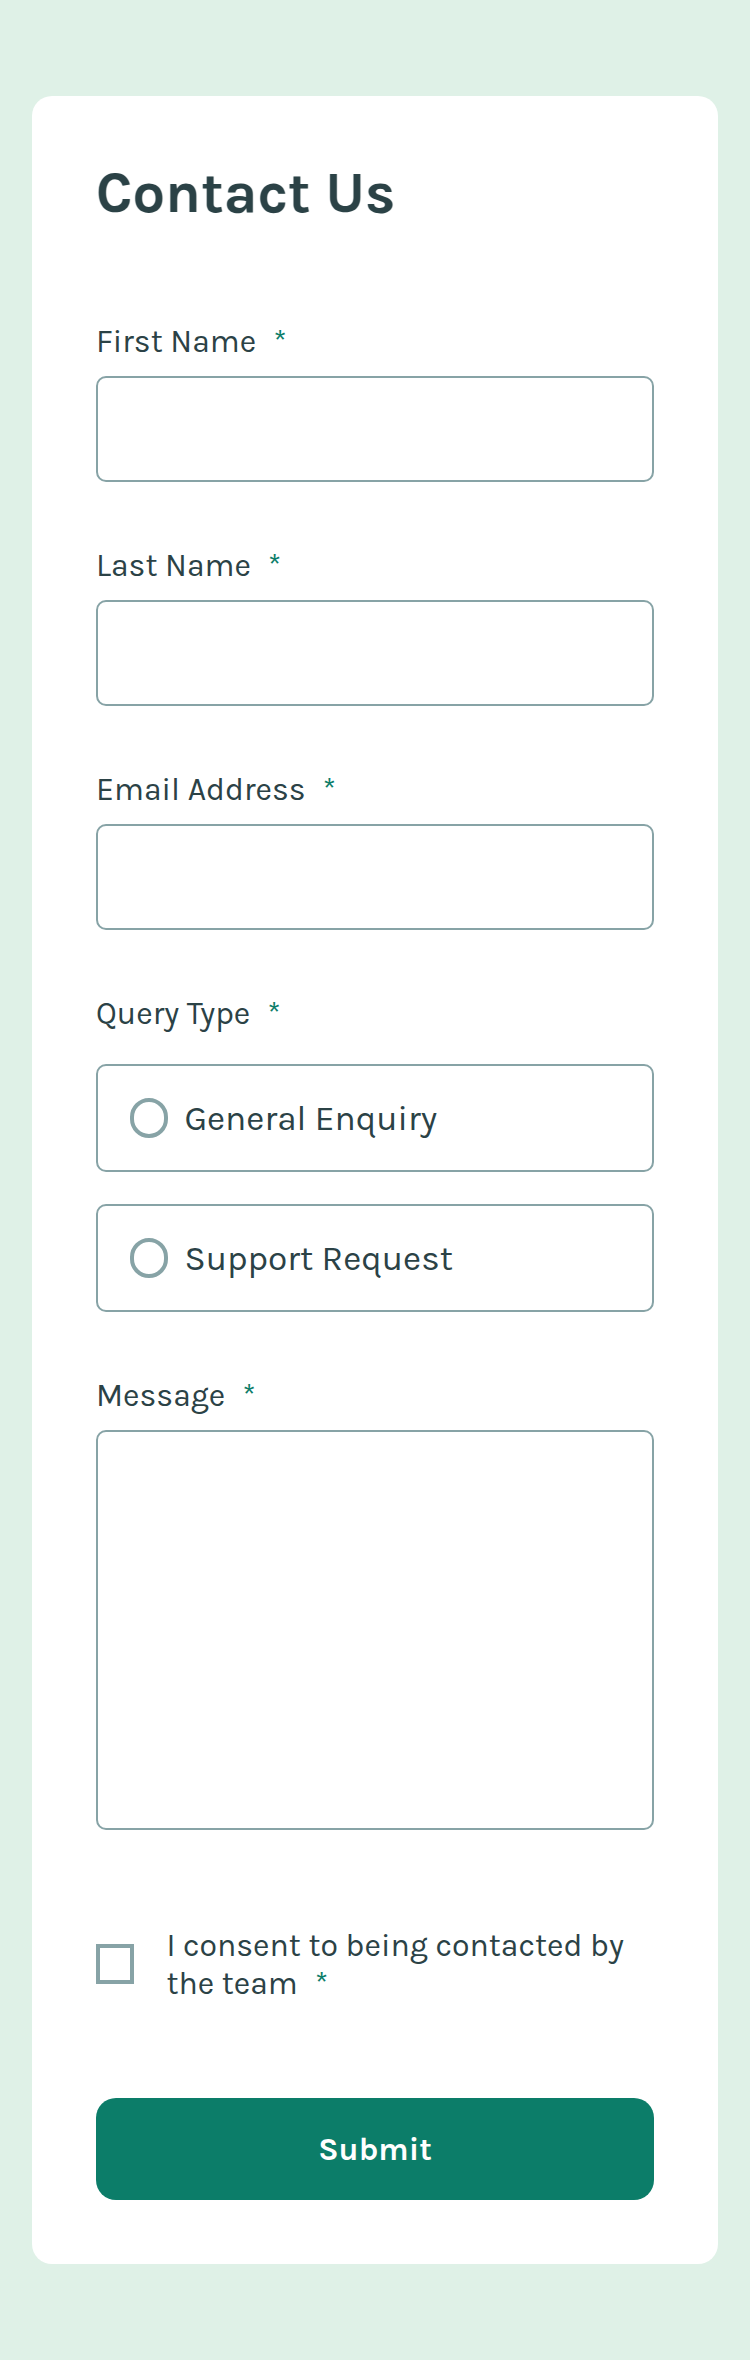 Contact Us
First Name *
Last Name *
Email Address *
Query Type *
General Enquiry
Support Request
Message *
I consent to being contacted by
the team *
Submit